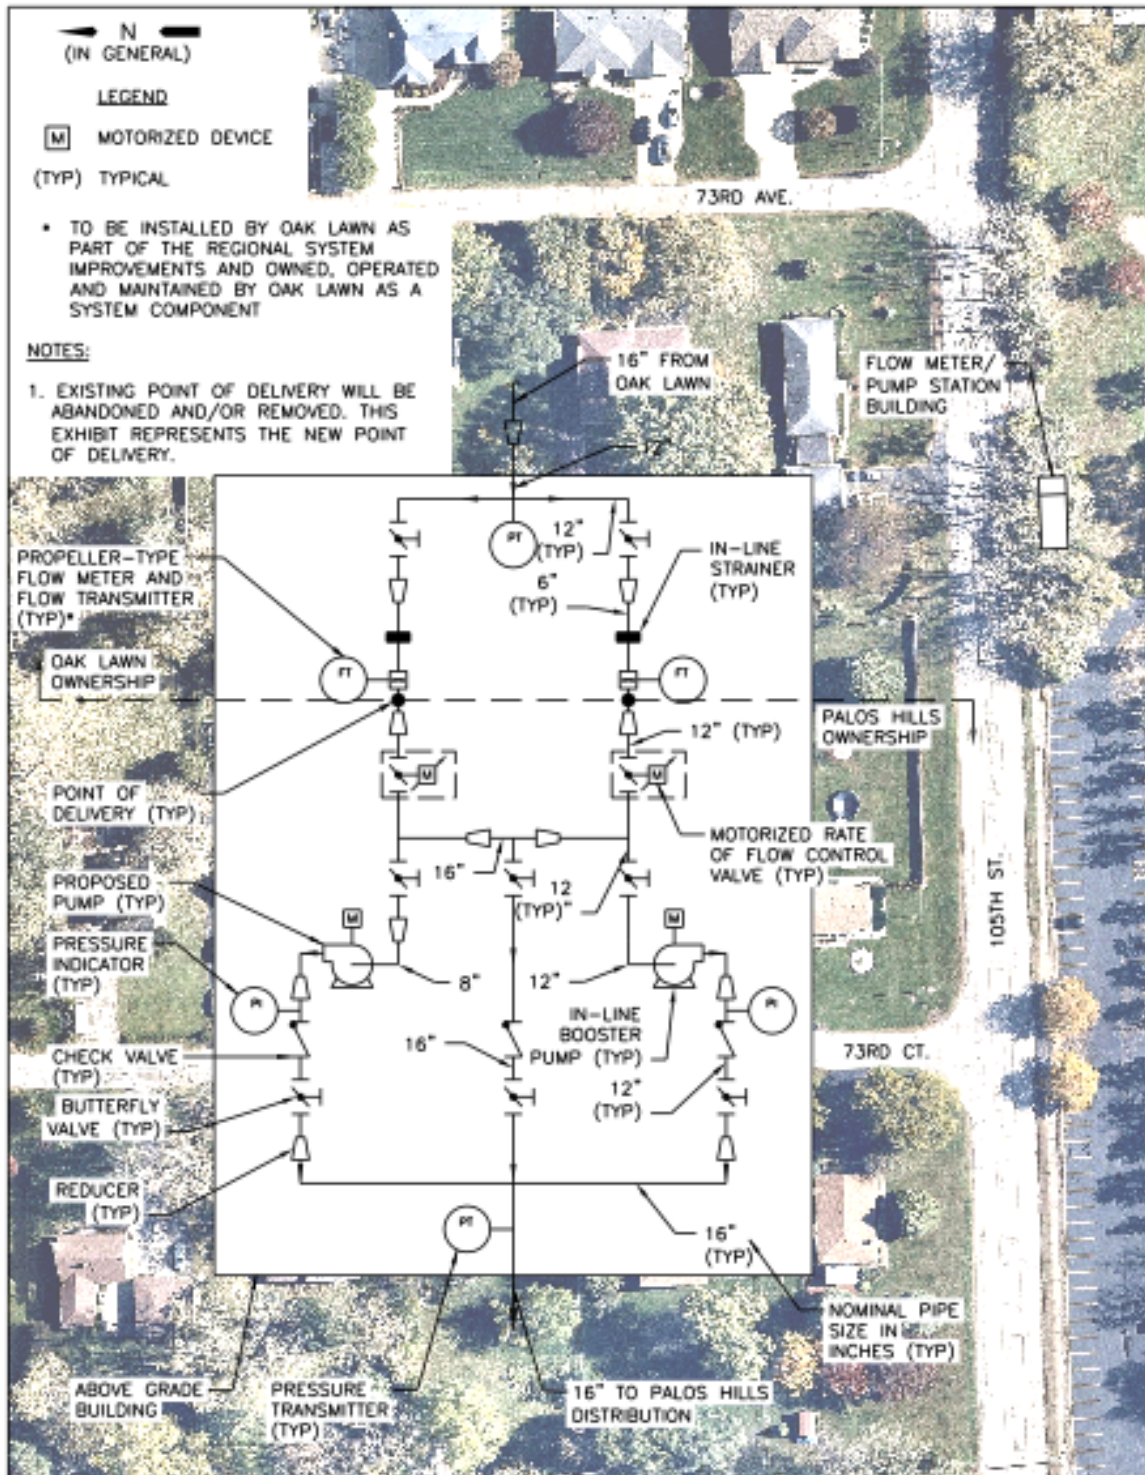 N
(IN GENERAL)
LEGEND
M MOTORIZED DEVICE
(TYP) TYPICAL
* TO BE INSTALLED BY OAK LAWN AS
PART OF THE REGIONAL SYSTEM
IMPROVEMENTS AND OWNED, OPERATED
AND MAINTAINED BY OAK LAWN AS A
SYSTEM COMPONENT
NOTES:
1. EXISTING POINT OF DELIVERY WILL BE
ABANDONED AND/OR REMOVED. THIS
EXHIBIT REPRESENTS THE NEW POINT
OF DELIVERY.
73RD AVE.
16" FROM
OAK LAWN
FLOW METER/
PUMP STATION
BUILDING
12"
PT
12"
(TYP)
6"
(TYP)
IN-LINE
STRAINER
(TYP)
PROPELLER-TYPE
FLOW METER AND
FLOW TRANSMITTER
(TYP)*
FT
FT
OAK LAWN
OWNERSHIP
PALOS HILLS
OWNERSHIP
12" (TYP)
POINT OF
DELIVERY (TYP)
M
M
MOTORIZED RATE
OF FLOW CONTROL
VALVE (TYP)
16"
12
(TYP)"
PROPOSED
PUMP (TYP)
M
M
PRESSURE
INDICATOR
(TYP)
8"
12"
PI
PI
IN-LINE
BOOSTER
PUMP (TYP)
16"
105TH ST.
73RD CT.
CHECK VALVE
(TYP)
12"
(TYP)
BUTTERFLY
VALVE (TYP)
REDUCER
(TYP)
PT
16"
(TYP)
NOMINAL PIPE
SIZE IN
INCHES (TYP)
ABOVE GRADE
BUILDING
PRESSURE
TRANSMITTER
(TYP)
16" TO PALOS HILLS
DISTRIBUTION